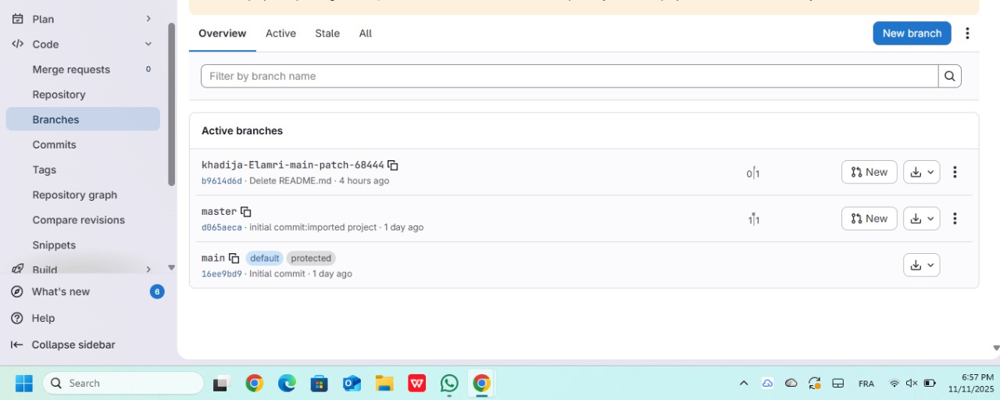 Plan
Code
Merge requests 0
Repository
Branches
Commits
Tags
Repository graph
Compare revisions
Snippets
Build
What's new 6
Help
Collapse sidebar
Overview Active Stale All New branch
Filter by branch name
Active branches
khadija-Elamri-main-patch-68444
b9614d6d · Delete README.md · 4 hours ago
0 1 New
master
d065aeca · initial commit:imported project · 1 day ago
1 1 New
main default protected
16ee9bd9 · Initial commit · 1 day ago
Search
FRA
6:57 PM
11/11/2025